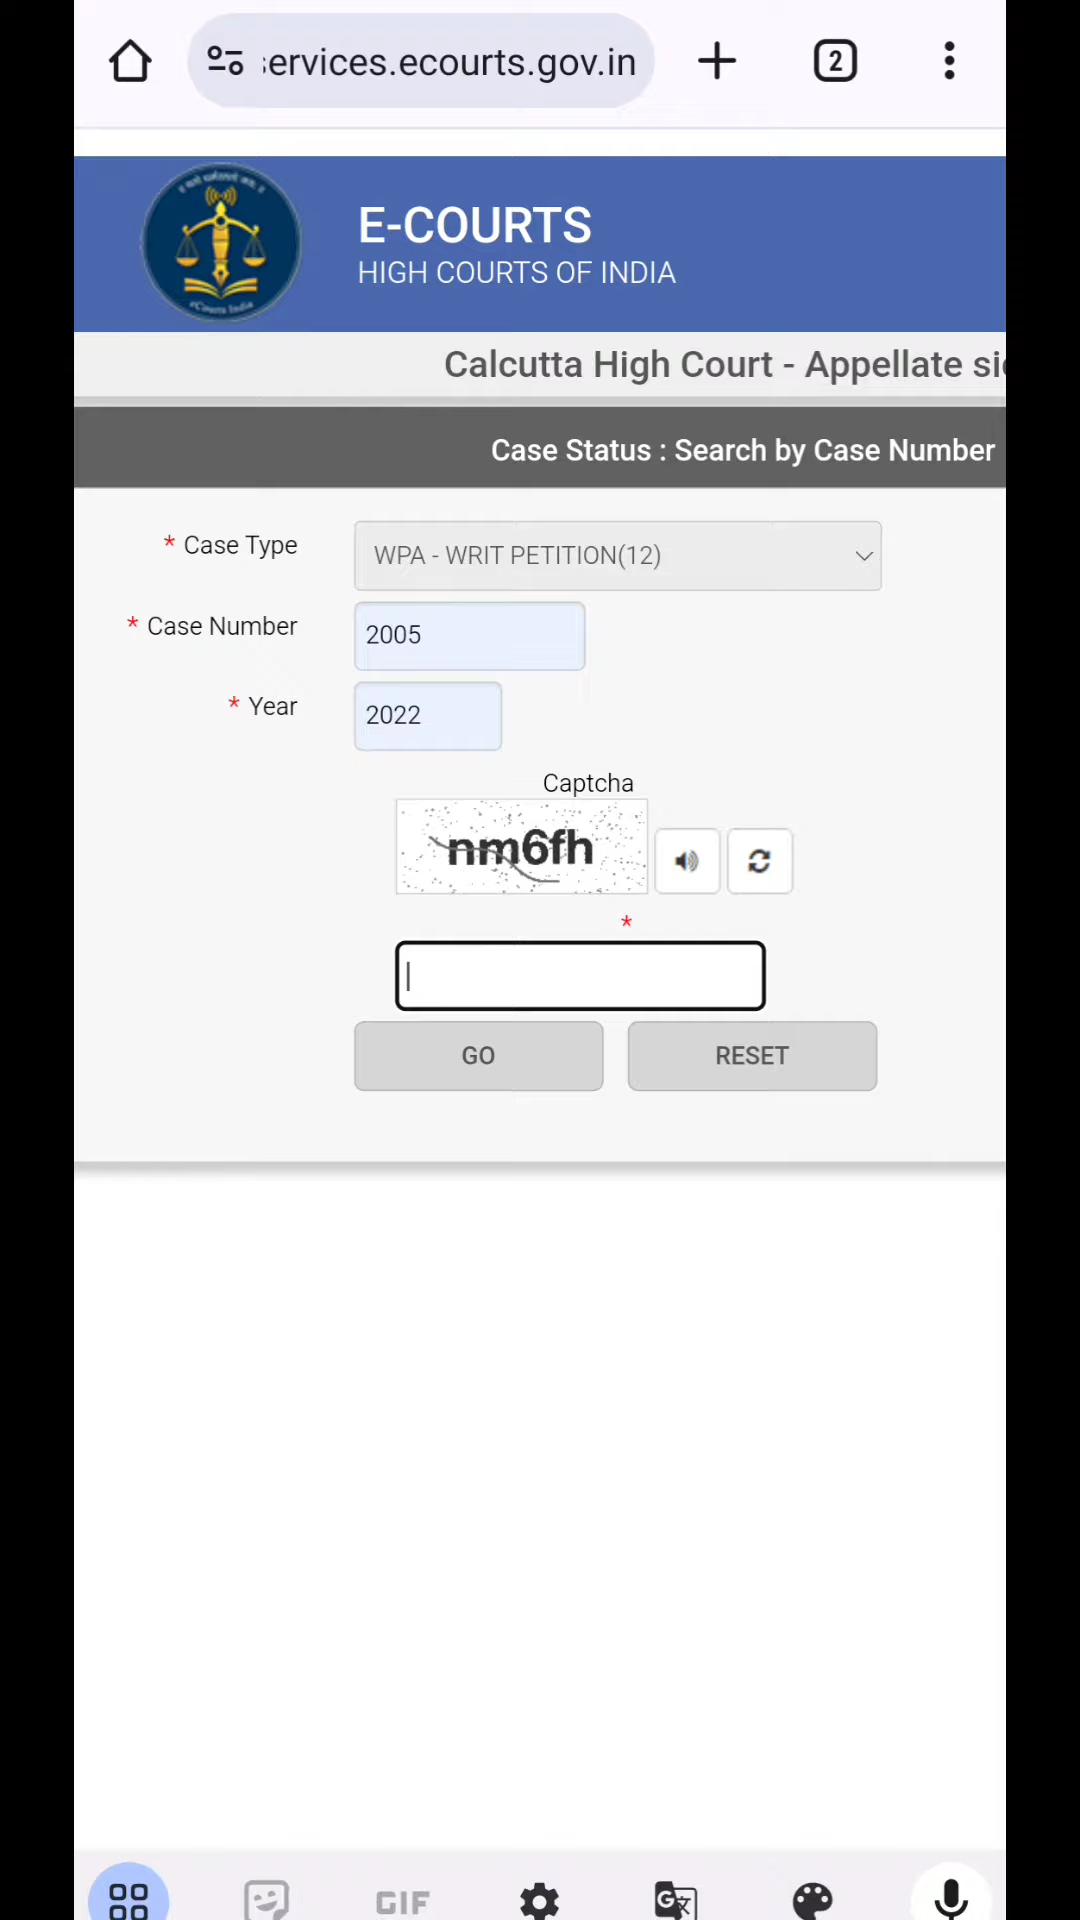 2
services.ecourts.gov.in
E-COURTS
HIGH COURTS OF INDIA
Calcutta High Court - Appellate si
Case Status : Search by Case Number
* Case Type
WPA - WRIT PETITION(12)
* Case Number
2005
* Year
2022
Captcha
nm6fh
*
GO
RESET
GIF
G